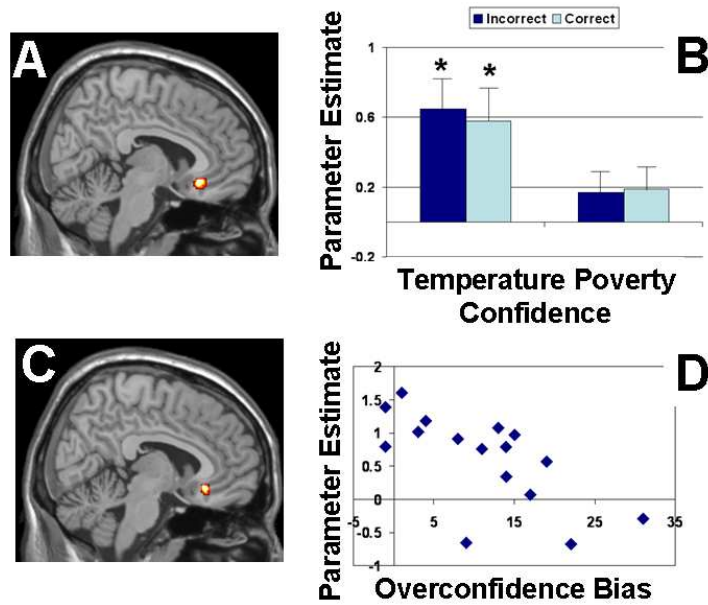 A
Incorrect Correct
B
Parameter Estimate
1
0.6
0.2
-0.2
* *
Temperature Poverty
Confidence
C
D
Parameter Estimate
2
1.5
1
0.5
0
-0.5
-1
-5 5 15 25 35
Overconfidence Bias